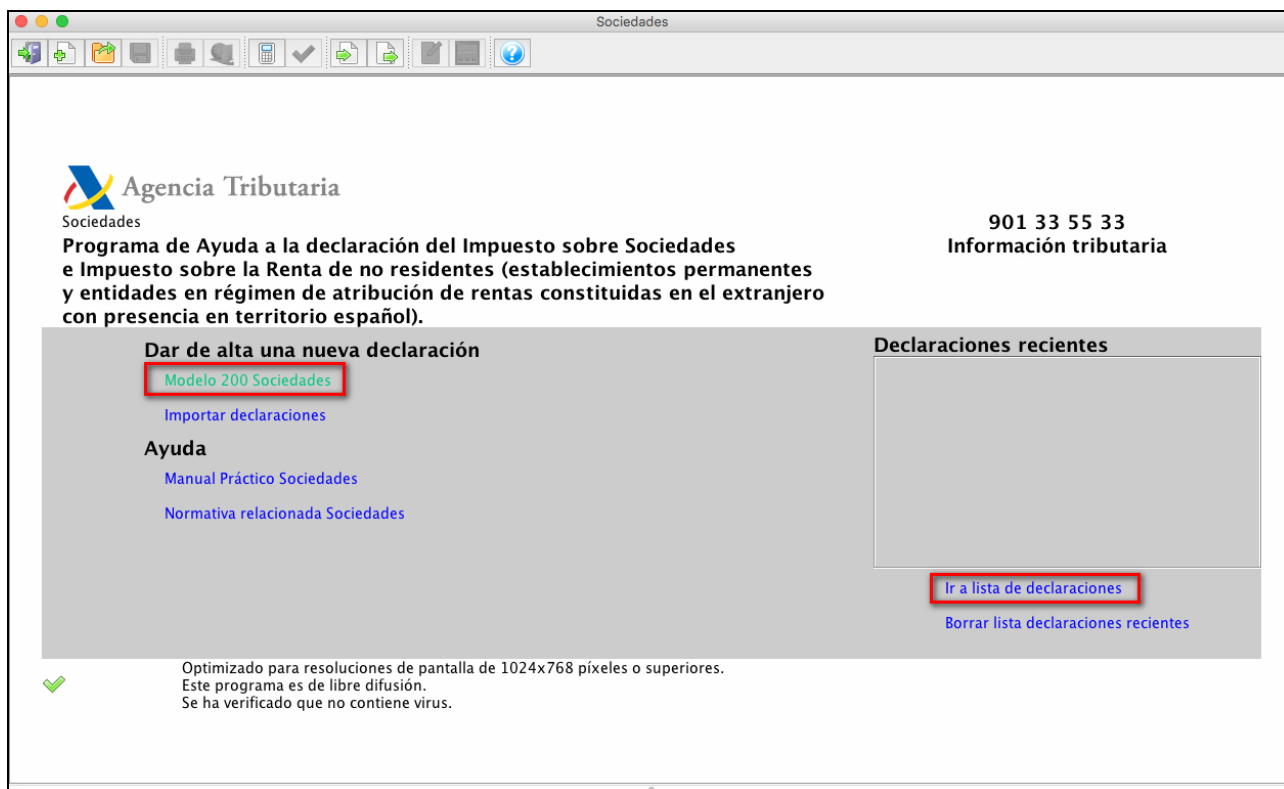 Sociedades
Agencia Tributaria
Sociedades
Programa de Ayuda a la declaración del Impuesto sobre Sociedades
e Impuesto sobre la Renta de no residentes (establecimientos permanentes
y entidades en régimen de atribución de rentas constituidas en el extranjero
con presencia en territorio español).
901 33 55 33
Información tributaria
Dar de alta una nueva declaración
Modelo 200 Sociedades
Importar declaraciones
Ayuda
Manual Práctico Sociedades
Normativa relacionada Sociedades
Declaraciones recientes
Ir a lista de declaraciones
Borrar lista declaraciones recientes
Optimizado para resoluciones de pantalla de 1024x768 píxeles o superiores.
Este programa es de libre difusión.
Se ha verificado que no contiene virus.